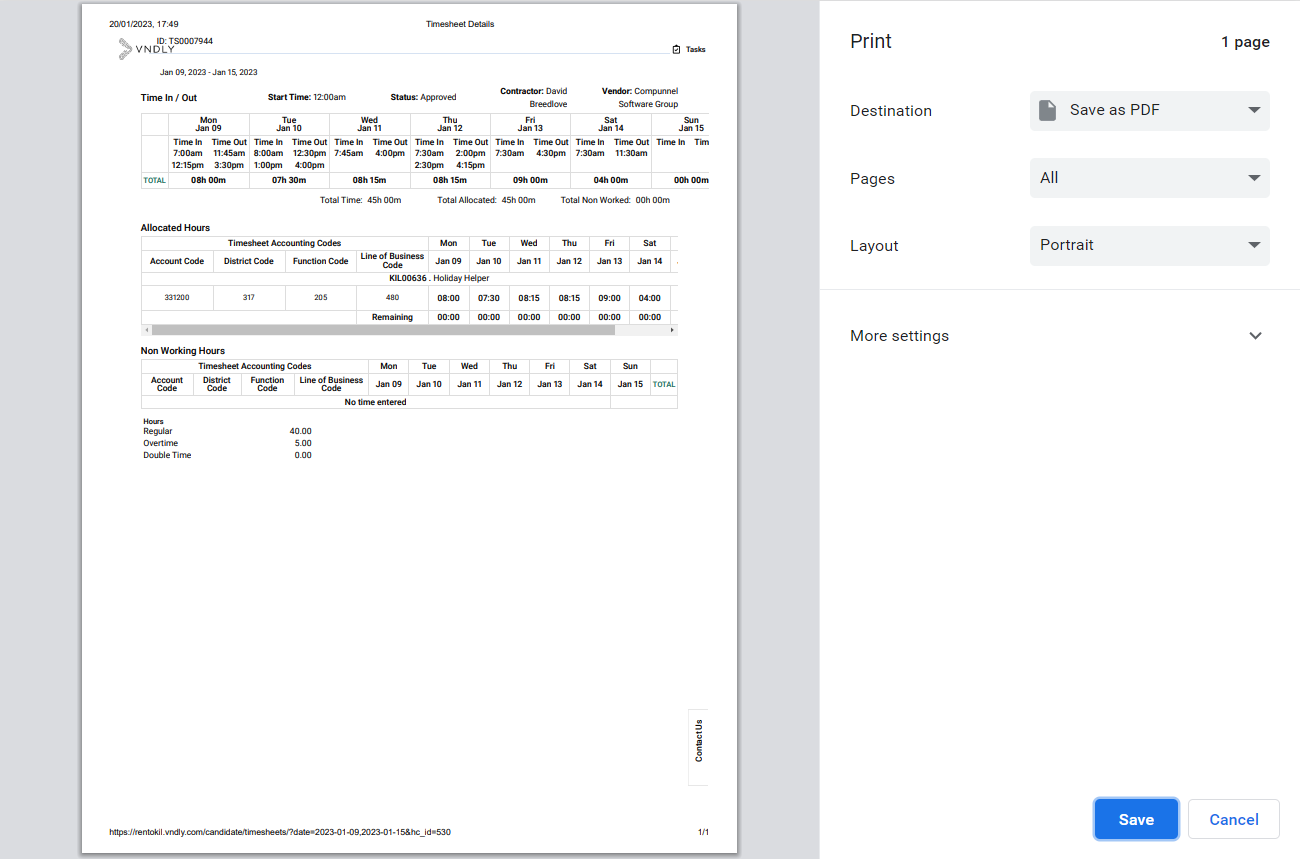 20/01/2023, 17:49 Timesheet Details
ID: TS0007944
VNDLY Tasks
Jan 09, 2023 - Jan 15, 2023
Time In / Out Start Time: 12:00am Status: Approved Contractor: David Breedlove Vendor: Compunnel Software Group
Mon Tue Wed Thu Fri Sat Sun
Jan 09 Jan 10 Jan 11 Jan 12 Jan 13 Jan 14 Jan 15
Time In Time Out Time In Time Out Time In Time Out Time In Time Out Time In Time Out Time In Time Out Time In Tim
7:00am 11:45am 8:00am 12:30pm 7:45am 4:00pm 7:30am 2:00pm 7:30am 4:30pm 7:30am 11:30am
12:15pm 3:30pm 1:00pm 4:00pm 2:30pm 4:15pm
TOTAL 08h 00m 07h 30m 08h 15m 08h 15m 09h 00m 04h 00m 00h 00m
Total Time: 45h 00m Total Allocated: 45h 00m Total Non Worked: 00h 00m
Allocated Hours
Timesheet Accounting Codes Mon Tue Wed Thu Fri Sat
Account Code District Code Function Code Line of Business Code Jan 09 Jan 10 Jan 11 Jan 12 Jan 13 Jan 14
KIL00636 . Holiday Helper
331200 317 205 480 08:00 07:30 08:15 08:15 09:00 04:00
Remaining 00:00 00:00 00:00 00:00 00:00 00:00
Non Working Hours
Timesheet Accounting Codes Mon Tue Wed Thu Fri Sat Sun
Account Code District Code Function Code Line of Business Code Jan 09 Jan 10 Jan 11 Jan 12 Jan 13 Jan 14 Jan 15 TOTAL
No time entered
Hours
Regular 40.00
Overtime 5.00
Double Time 0.00
Contact Us
https://rentokil.vndly.com/candidate/timesheets/?date=2023-01-09,2023-01-15&hc_id=530 1/1
Print 1 page
Destination Save as PDF
Pages All
Layout Portrait
More settings
Save Cancel